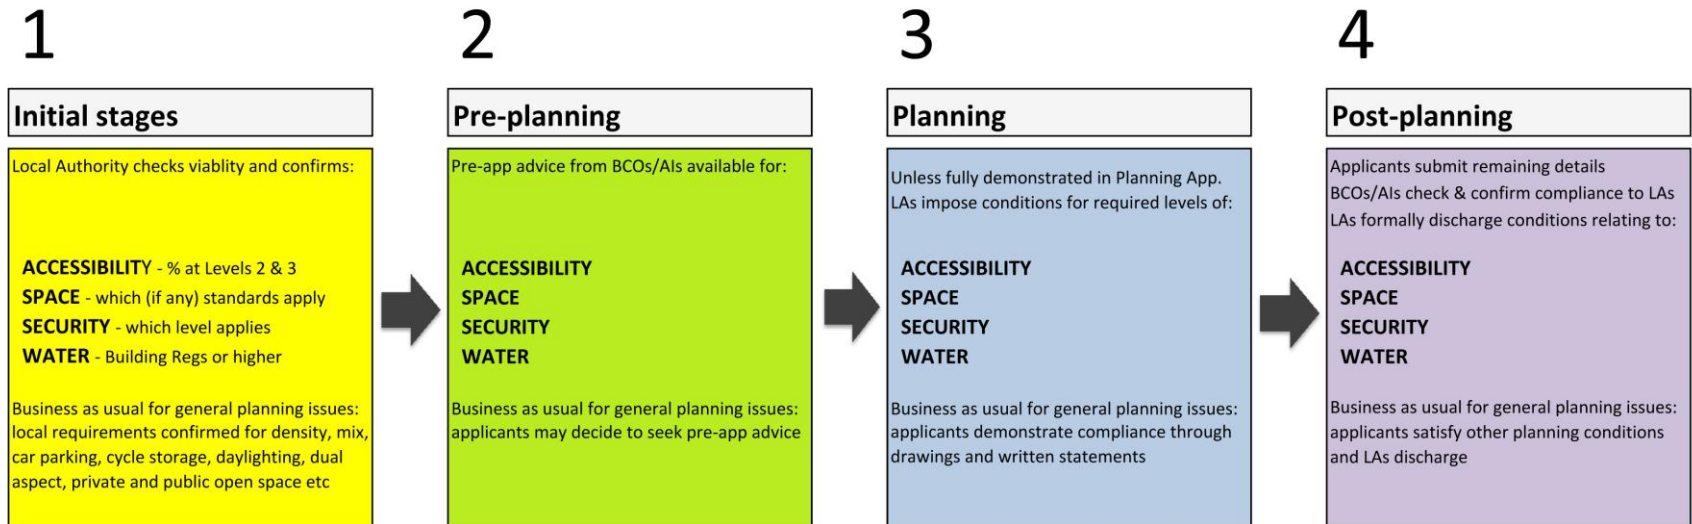 1
Initial stages
Local Authority checks viablity and confirms:
ACCESSIBILITY - % at Levels 2 & 3
SPACE - which (if any) standards apply
SECURITY - which level applies
WATER - Building Regs or higher
Business as usual for general planning issues:
local requirements confirmed for density, mix,
car parking, cycle storage, daylighting, dual
aspect, private and public open space etc
2
Pre-planning
Pre-app advice from BCOs/AIs available for:
ACCESSIBILITY
SPACE
SECURITY
WATER
Business as usual for general planning issues:
applicants may decide to seek pre-app advice
3
Planning
Unless fully demonstrated in Planning App.
LAs impose conditions for required levels of:
ACCESSIBILITY
SPACE
SECURITY
WATER
Business as usual for general planning issues:
applicants demonstrate compliance through
drawings and written statements
4
Post-planning
Applicants submit remaining details
BCOs/AIs check & confirm compliance to LAs
LAs formally discharge conditions relating to:
ACCESSIBILITY
SPACE
SECURITY
WATER
Business as usual for general planning issues:
applicants satisfy other planning conditions
and LAs discharge